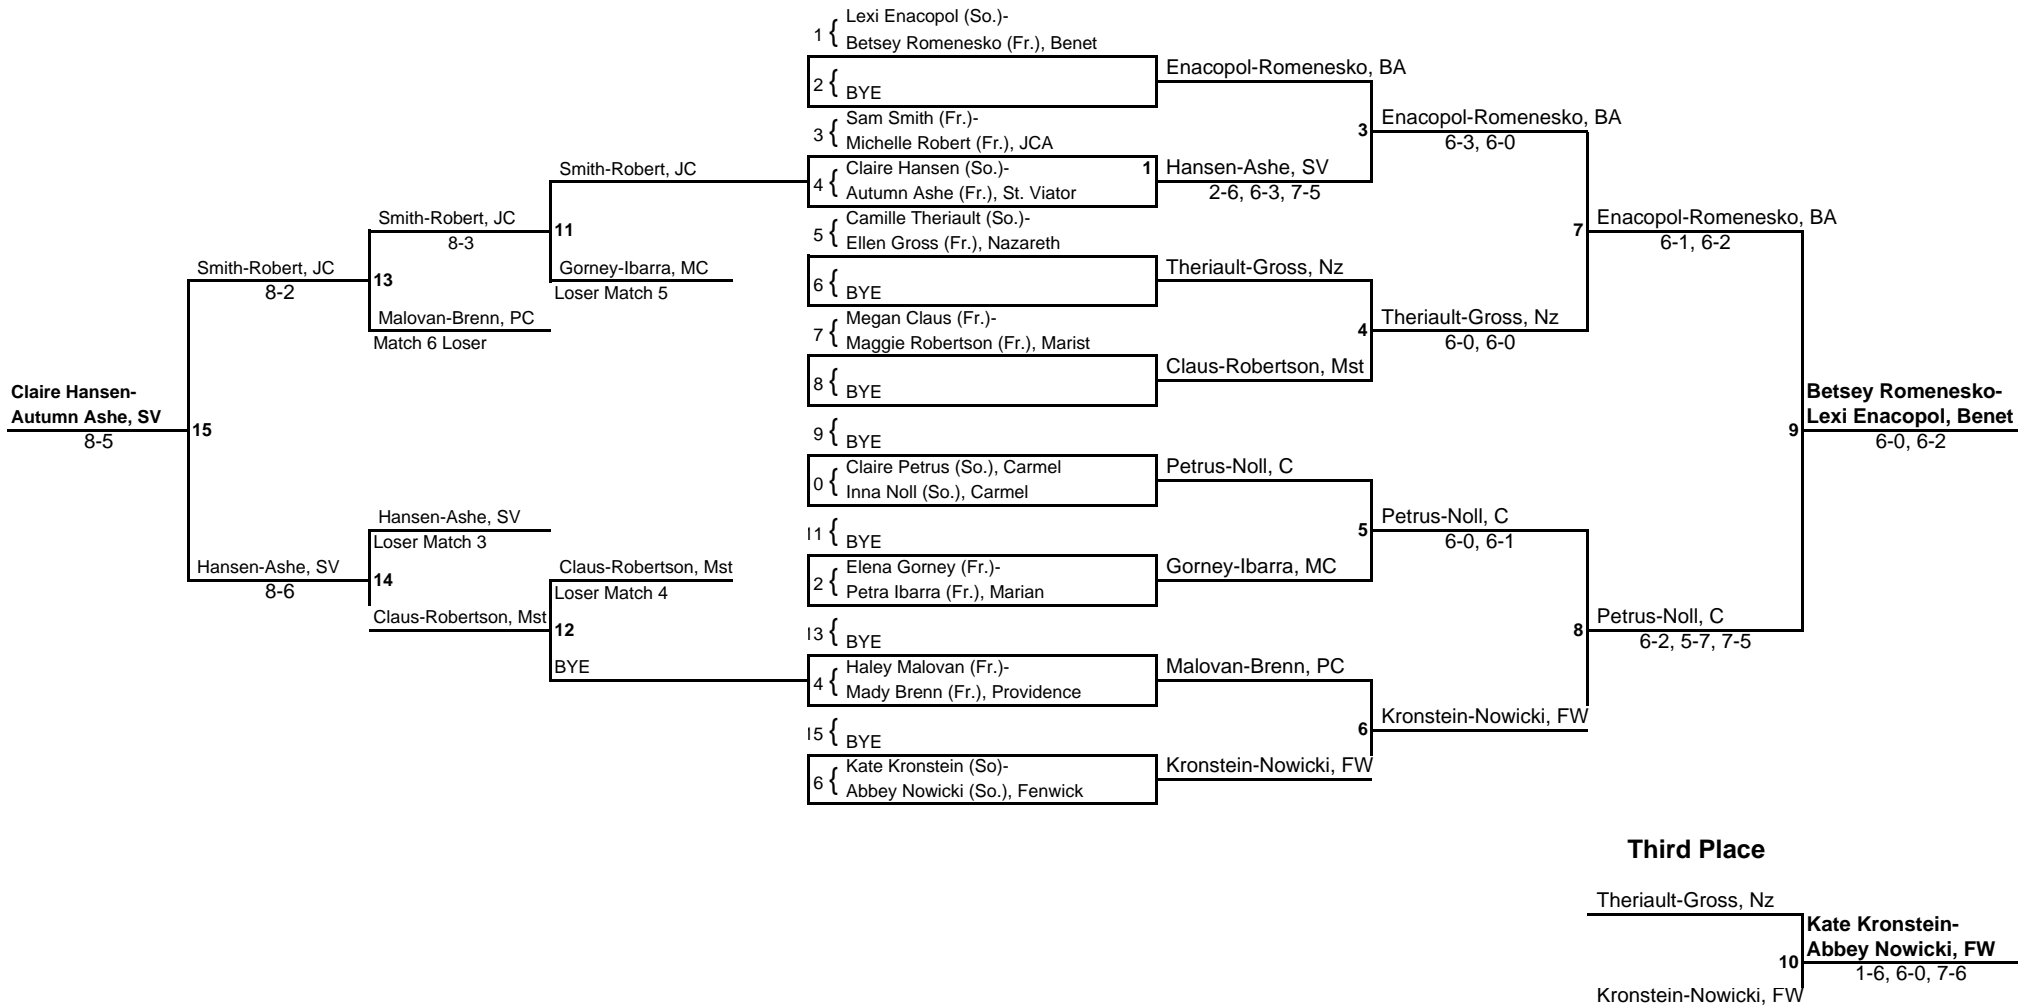 Lexi Enacopol (So.)-
1 {
Betsey Romenesko (Fr.), Benet
Enacopol-Romenesko, BA
2 {
BYE
Sam Smith (Fr.)-
3 {
Michelle Robert (Fr.), JCA
Enacopol-Romenesko, BA
3
6-3, 6-0
Smith-Robert, JC
Claire Hansen (So.)-
4 {
Autumn Ashe (Fr.), St. Viator
1
Hansen-Ashe, SV
2-6, 6-3, 7-5
Smith-Robert, JC
8-3
11
Camille Theriault (So.)-
5 {
Ellen Gross (Fr.), Nazareth
7
Enacopol-Romenesko, BA
6-1, 6-2
Smith-Robert, JC
8-2
13
Gorney-Ibarra, MC
Loser Match 5
6 {
BYE
Theriault-Gross, Nz
Malovan-Brenn, PC
Match 6 Loser
Megan Claus (Fr.)-
7 {
Maggie Robertson (Fr.), Marist
4
Theriault-Gross, Nz
6-0, 6-0
8 {
BYE
Claus-Robertson, Mst
Claire Hansen-
Autumn Ashe, SV
8-5
15
9 {
BYE
9
Betsey Romenesko-
Lexi Enacopol, Benet
6-0, 6-2
0 {
Claire Petrus (So.), Carmel
Inna Noll (So.), Carmel
Petrus-Noll, C
Hansen-Ashe, SV
Loser Match 3
11 {
BYE
5
Petrus-Noll, C
6-0, 6-1
Hansen-Ashe, SV
8-6
14
Claus-Robertson, Mst
Loser Match 4
Elena Gorney (Fr.)-
2 {
Petra Ibarra (Fr.), Marian
Gorney-Ibarra, MC
Claus-Robertson, Mst
12
13 {
BYE
8
Petrus-Noll, C
6-2, 5-7, 7-5
BYE
Haley Malovan (Fr.)-
4 {
Mady Brenn (Fr.), Providence
Malovan-Brenn, PC
15 {
BYE
6
Kronstein-Nowicki, FW
Kate Kronstein (So)-
6 {
Abbey Nowicki (So.), Fenwick
Kronstein-Nowicki, FW
Third Place
Theriault-Gross, Nz
10
Kate Kronstein-
Abbey Nowicki, FW
1-6, 6-0, 7-6
Kronstein-Nowicki, FW